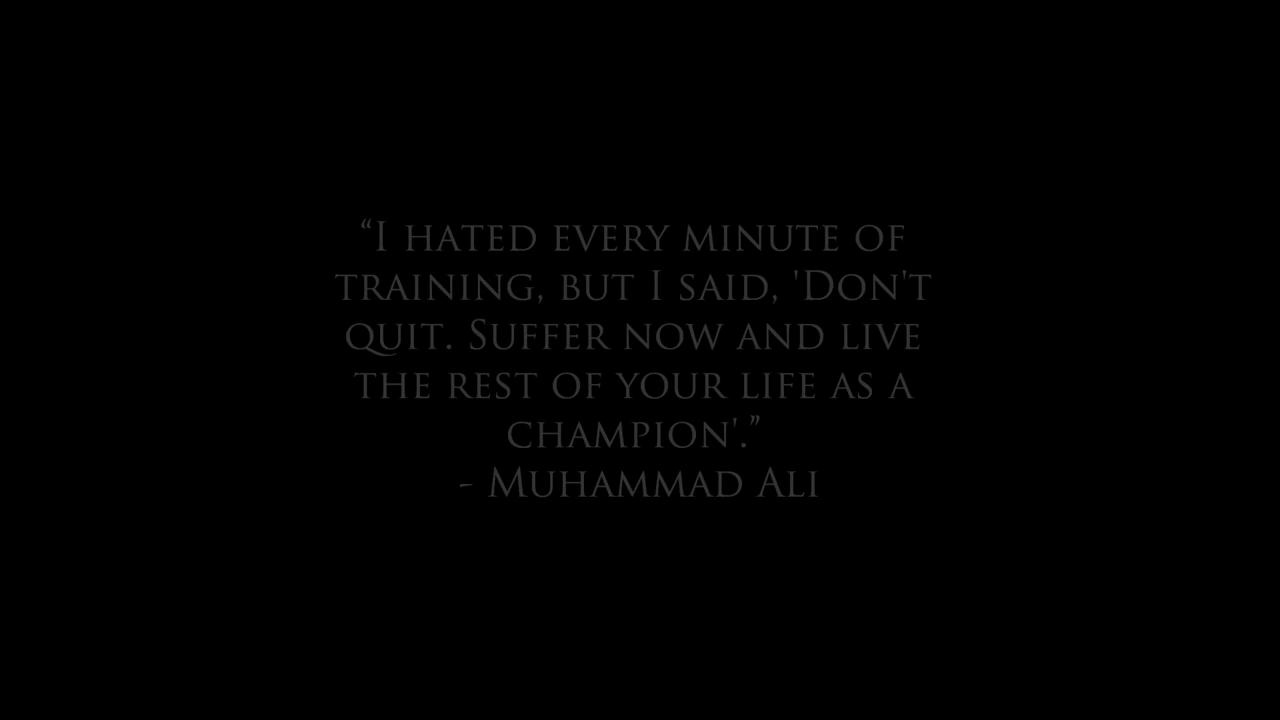 “I hated every minute of
training, but I said, 'Don't
quit. Suffer now and live
the rest of your life as a
champion'.”
- Muhammad Ali